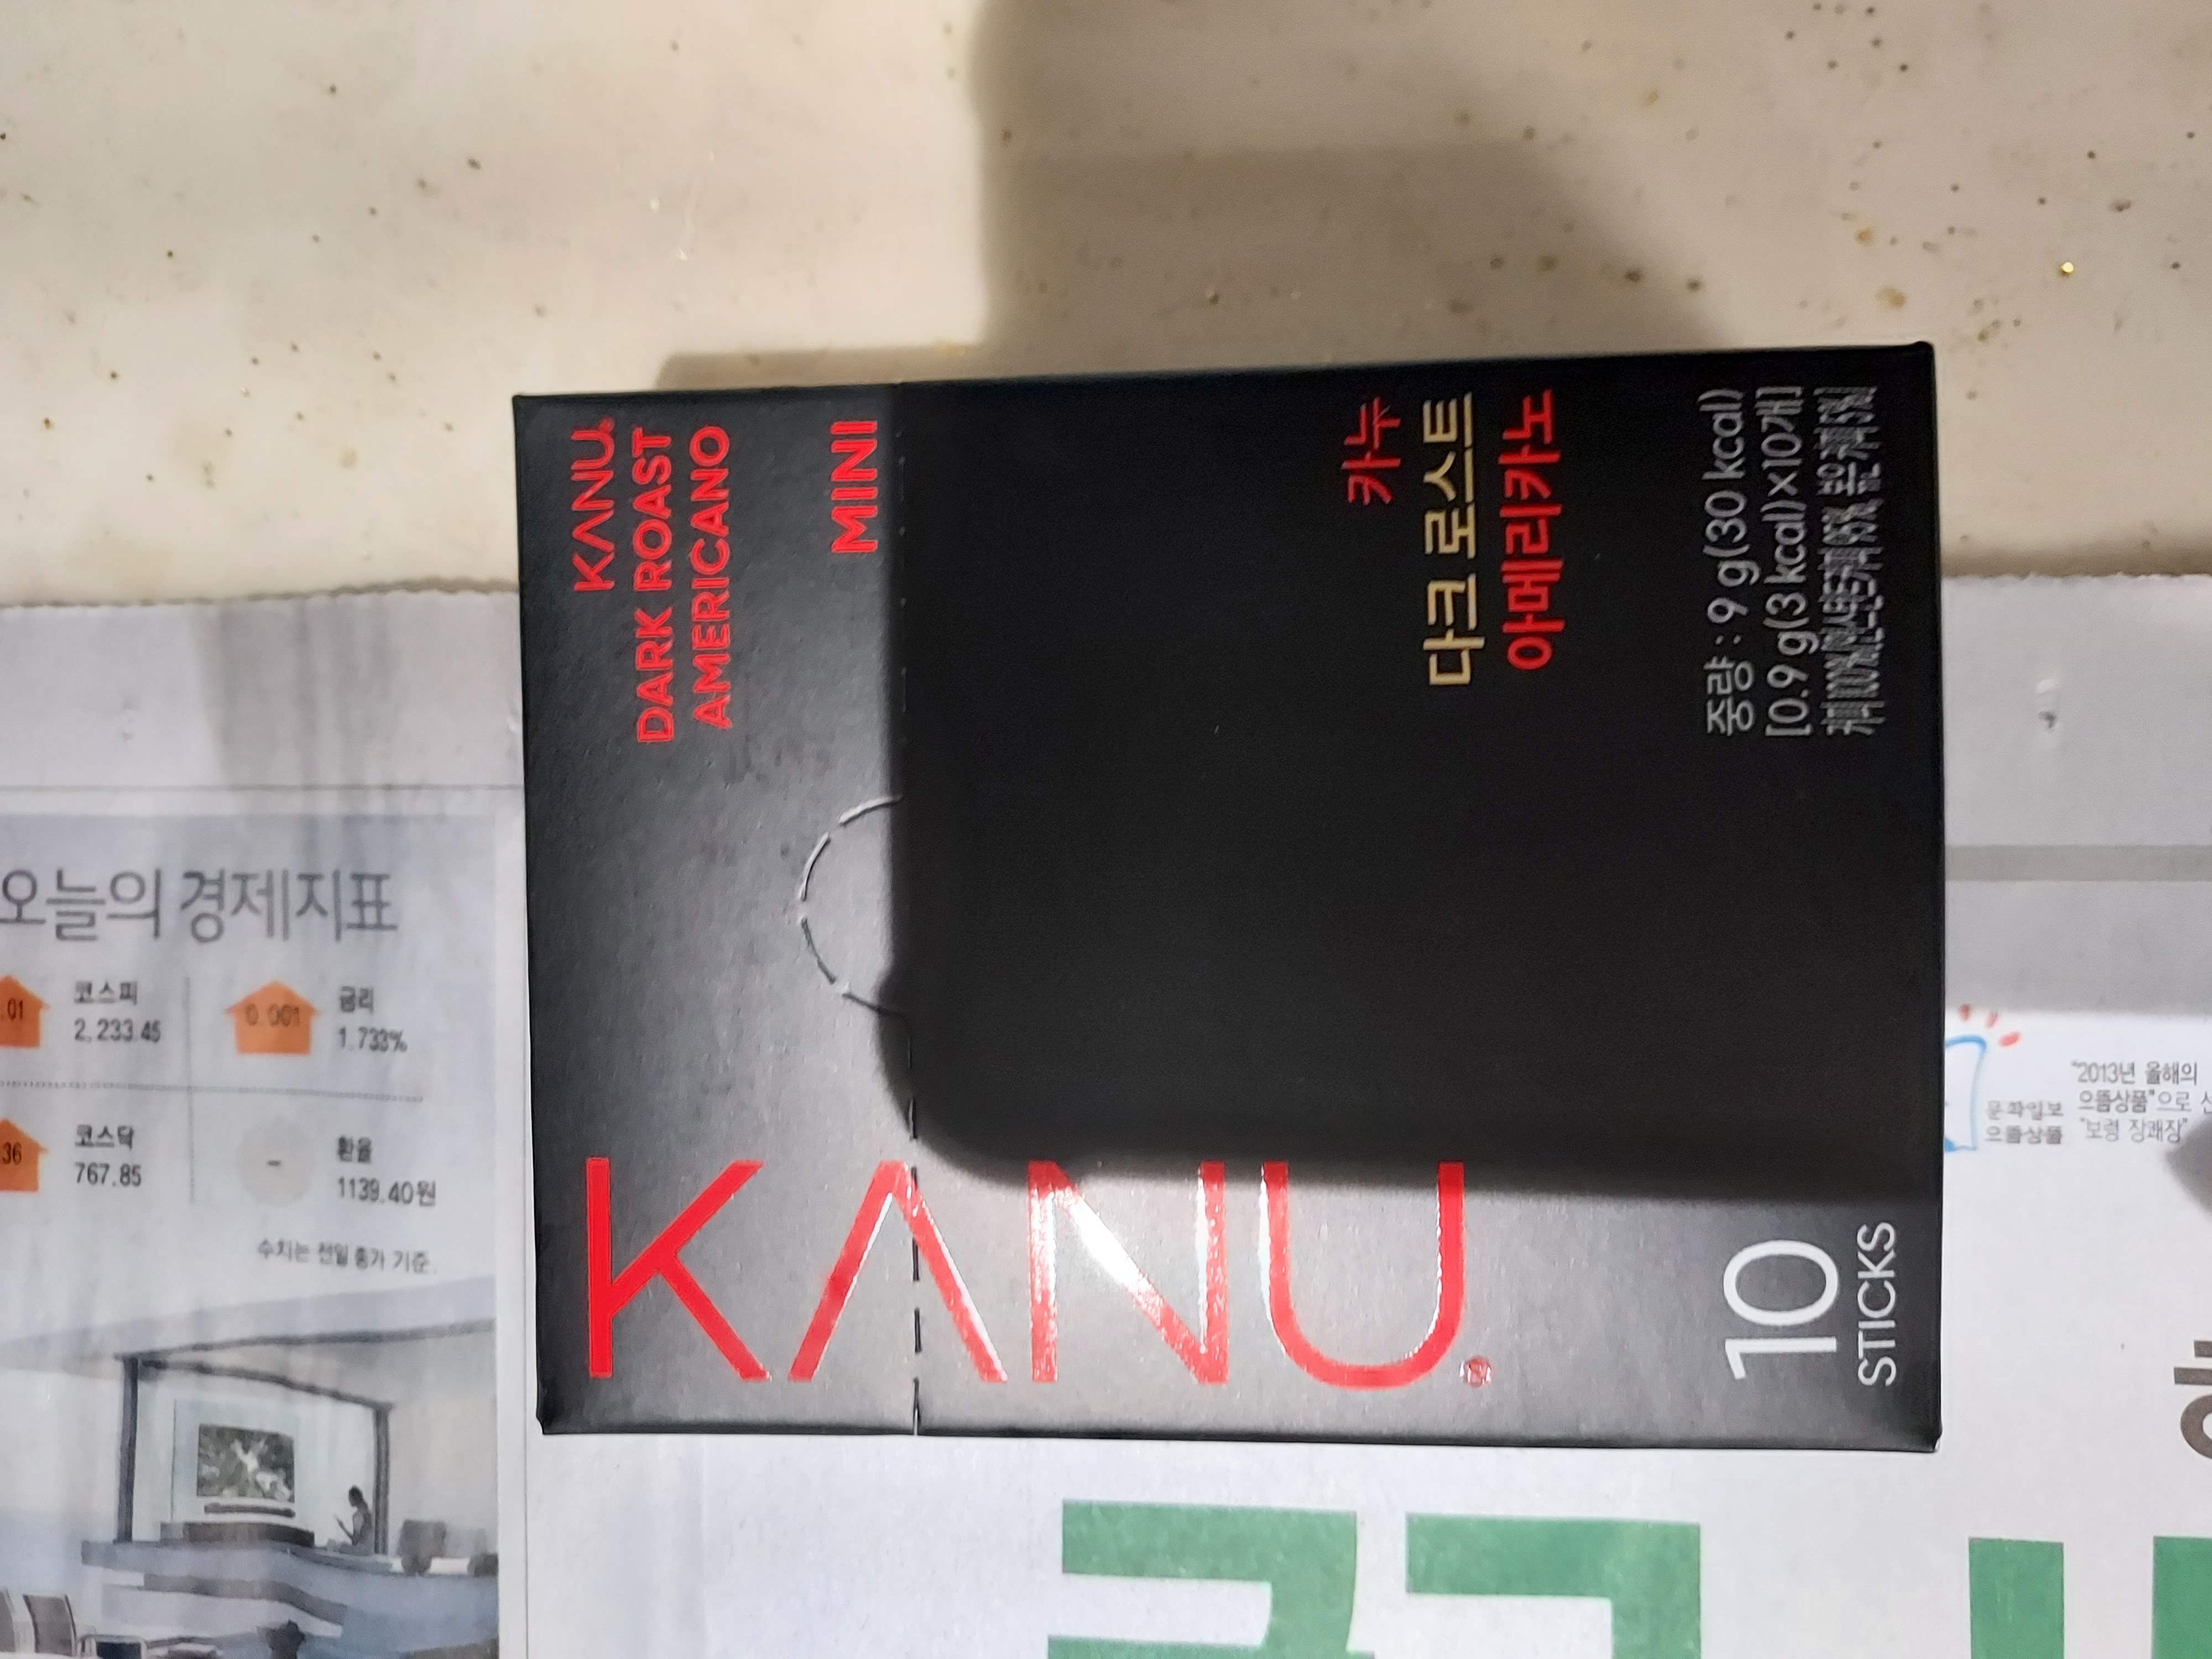 KANU.
DARK ROAST
AMERICANO
MINI
KANU
카누
다크 로스트
아메리카노
중량 : 9 g(30 kcal)
[0.9 g(3 kcal)×10개]
10
STICKS
오늘의 경제지표
.01
코스피
2,233.45
0.001
금리
1.733%
36
코스닥
767.85
-
환율
1139.40원
수치는 전일 종가 기준.
문화일보
으뜸상품
"2013년 올해의
으뜸상품"으로
"보령 장쾌장"